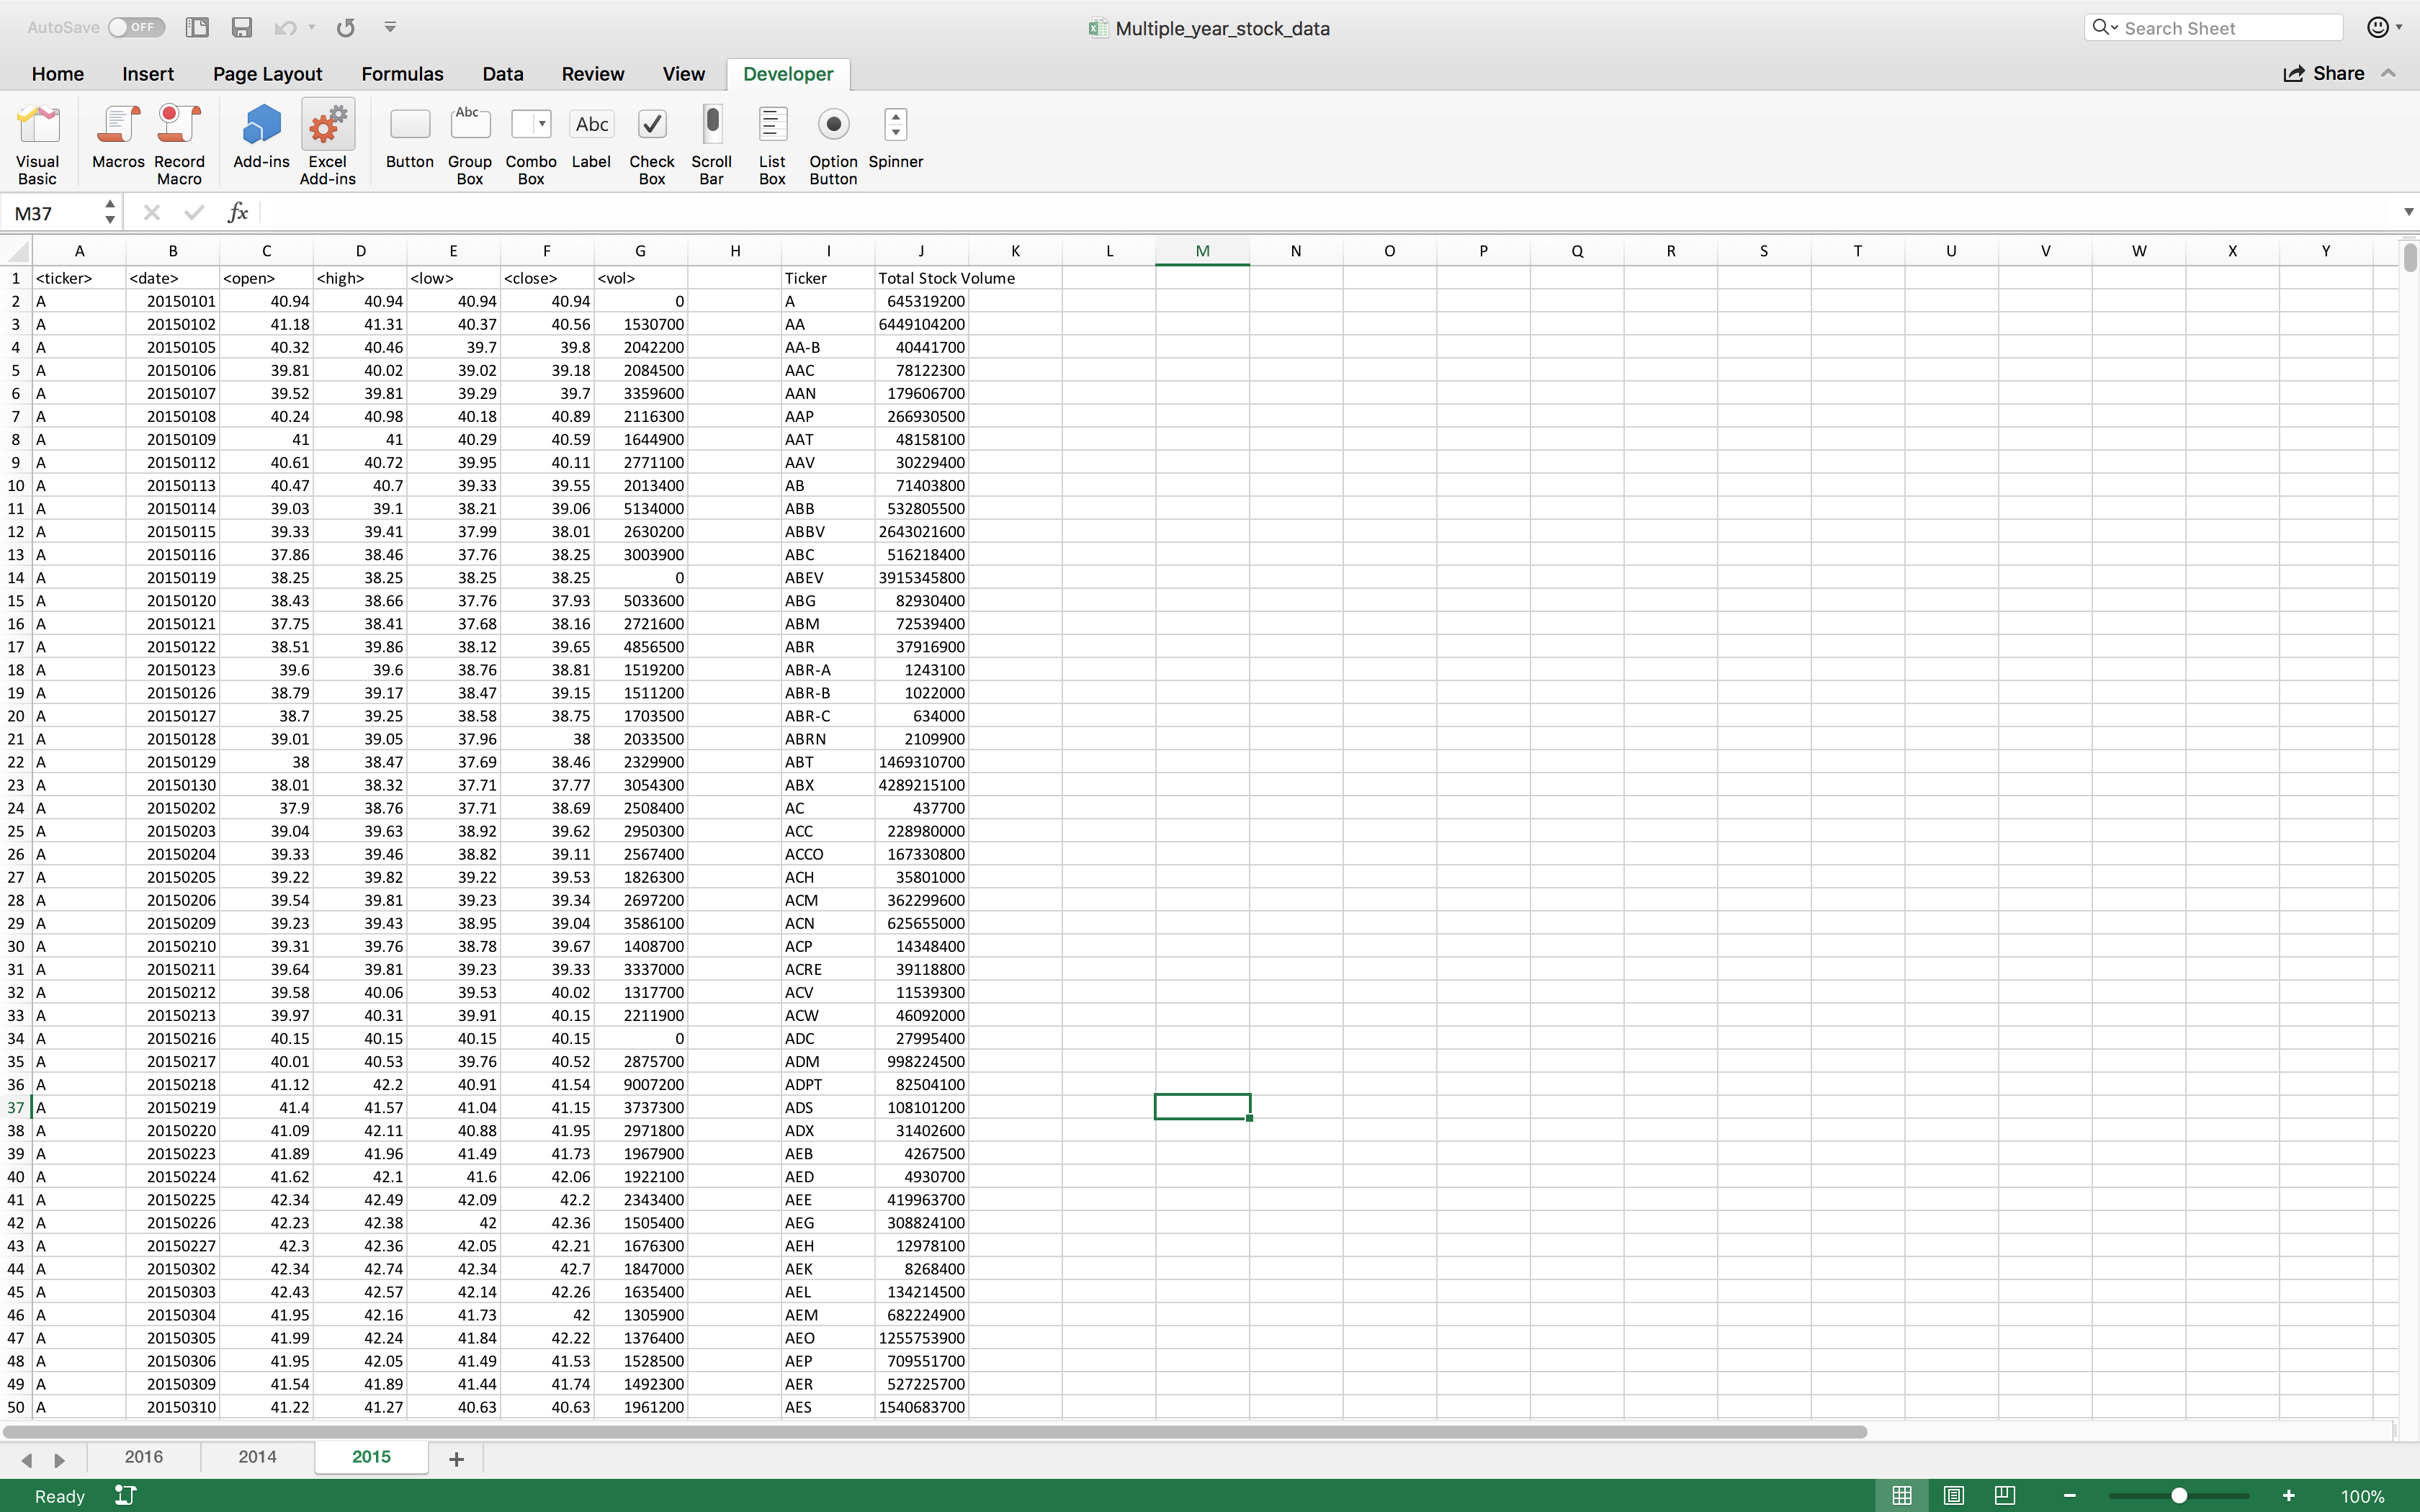 AutoSave OFF Multiple_year_stock_data Search Sheet
Home Insert Page Layout Formulas Data Review View Developer Share
Abc Abc
Visual Basic Macros Record Macro Add-ins Excel Add-ins Button Group Box Combo Box Label Check Box Scroll Bar List Box Option Button Spinner
M37 fx
A B C D E F G H I J K L M N O P Q R S T U V W X Y
1 <ticker> <date> <open> <high> <low> <close> <vol> Ticker Total Stock Volume
2 A 20150101 40.94 40.94 40.94 40.94 0 A 645319200
3 A 20150102 41.18 41.31 40.37 40.56 1530700 AA 6449104200
4 A 20150105 40.32 40.46 39.7 39.8 2042200 AA-B 40441700
5 A 20150106 39.81 40.02 39.02 39.18 2084500 AAC 78122300
6 A 20150107 39.52 39.81 39.29 39.7 3359600 AAN 179606700
7 A 20150108 40.24 40.98 40.18 40.89 2116300 AAP 266930500
8 A 20150109 41 41 40.29 40.59 1644900 AAT 48158100
9 A 20150112 40.61 40.72 39.95 40.11 2771100 AAV 30229400
10 A 20150113 40.47 40.7 39.33 39.55 2013400 AB 71403800
11 A 20150114 39.03 39.1 38.21 39.06 5134000 ABB 532805500
12 A 20150115 39.33 39.41 37.99 38.01 2630200 ABBV 2643021600
13 A 20150116 37.86 38.46 37.76 38.25 3003900 ABC 516218400
14 A 20150119 38.25 38.25 38.25 38.25 0 ABEV 3915345800
15 A 20150120 38.43 38.66 37.76 37.93 5033600 ABG 82930400
16 A 20150121 37.75 38.41 37.68 38.16 2721600 ABM 72539400
17 A 20150122 38.51 39.86 38.12 39.65 4856500 ABR 37916900
18 A 20150123 39.6 39.6 38.76 38.81 1519200 ABR-A 1243100
19 A 20150126 38.79 39.17 38.47 39.15 1511200 ABR-B 1022000
20 A 20150127 38.7 39.25 38.58 38.75 1703500 ABR-C 634000
21 A 20150128 39.01 39.05 37.96 38 2033500 ABRN 2109900
22 A 20150129 38 38.47 37.69 38.46 2329900 ABT 1469310700
23 A 20150130 38.01 38.32 37.71 37.77 3054300 ABX 4289215100
24 A 20150202 37.9 38.76 37.71 38.69 2508400 AC 437700
25 A 20150203 39.04 39.63 38.92 39.62 2950300 ACC 228980000
26 A 20150204 39.33 39.46 38.82 39.11 2567400 ACCO 167330800
27 A 20150205 39.22 39.82 39.22 39.53 1826300 ACH 35801000
28 A 20150206 39.54 39.81 39.23 39.34 2697200 ACM 362299600
29 A 20150209 39.23 39.43 38.95 39.04 3586100 ACN 625655000
30 A 20150210 39.31 39.76 38.78 39.67 1408700 ACP 14348400
31 A 20150211 39.64 39.81 39.23 39.33 3337000 ACRE 39118800
32 A 20150212 39.58 40.06 39.53 40.02 1317700 ACV 11539300
33 A 20150213 39.97 40.31 39.91 40.15 2211900 ACW 46092000
34 A 20150216 40.15 40.15 40.15 40.15 0 ADC 27995400
35 A 20150217 40.01 40.53 39.76 40.52 2875700 ADM 998224500
36 A 20150218 41.12 42.2 40.91 41.54 9007200 ADPT 82504100
37 A 20150219 41.4 41.57 41.04 41.15 3737300 ADS 108101200
38 A 20150220 41.09 42.11 40.88 41.95 2971800 ADX 31402600
39 A 20150223 41.89 41.96 41.49 41.73 1967900 AEB 4267500
40 A 20150224 41.62 42.1 41.6 42.06 1922100 AED 4930700
41 A 20150225 42.34 42.49 42.09 42.2 2343400 AEE 419963700
42 A 20150226 42.23 42.38 42 42.36 1505400 AEG 308824100
43 A 20150227 42.3 42.36 42.05 42.21 1676300 AEH 12978100
44 A 20150302 42.34 42.74 42.34 42.7 1847000 AEK 8268400
45 A 20150303 42.43 42.57 42.14 42.26 1635400 AEL 134214500
46 A 20150304 41.95 42.16 41.73 42 1305900 AEM 682224900
47 A 20150305 41.99 42.24 41.84 42.22 1376400 AEO 1255753900
48 A 20150306 41.95 42.05 41.49 41.53 1528500 AEP 709551700
49 A 20150309 41.54 41.89 41.44 41.74 1492300 AER 527225700
50 A 20150310 41.22 41.27 40.63 40.63 1961200 AES 1540683700
2016 2014 2015 +
Ready 100%